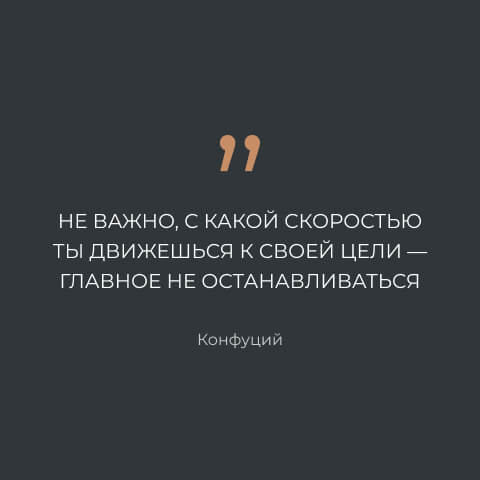 ”
НЕ ВАЖНО, С КАКОЙ СКОРОСТЬЮ
ТЫ ДВИЖЕШЬСЯ К СВОЕЙ ЦЕЛИ —
ГЛАВНОЕ НЕ ОСТАНАВЛИВАТЬСЯ
Конфуций